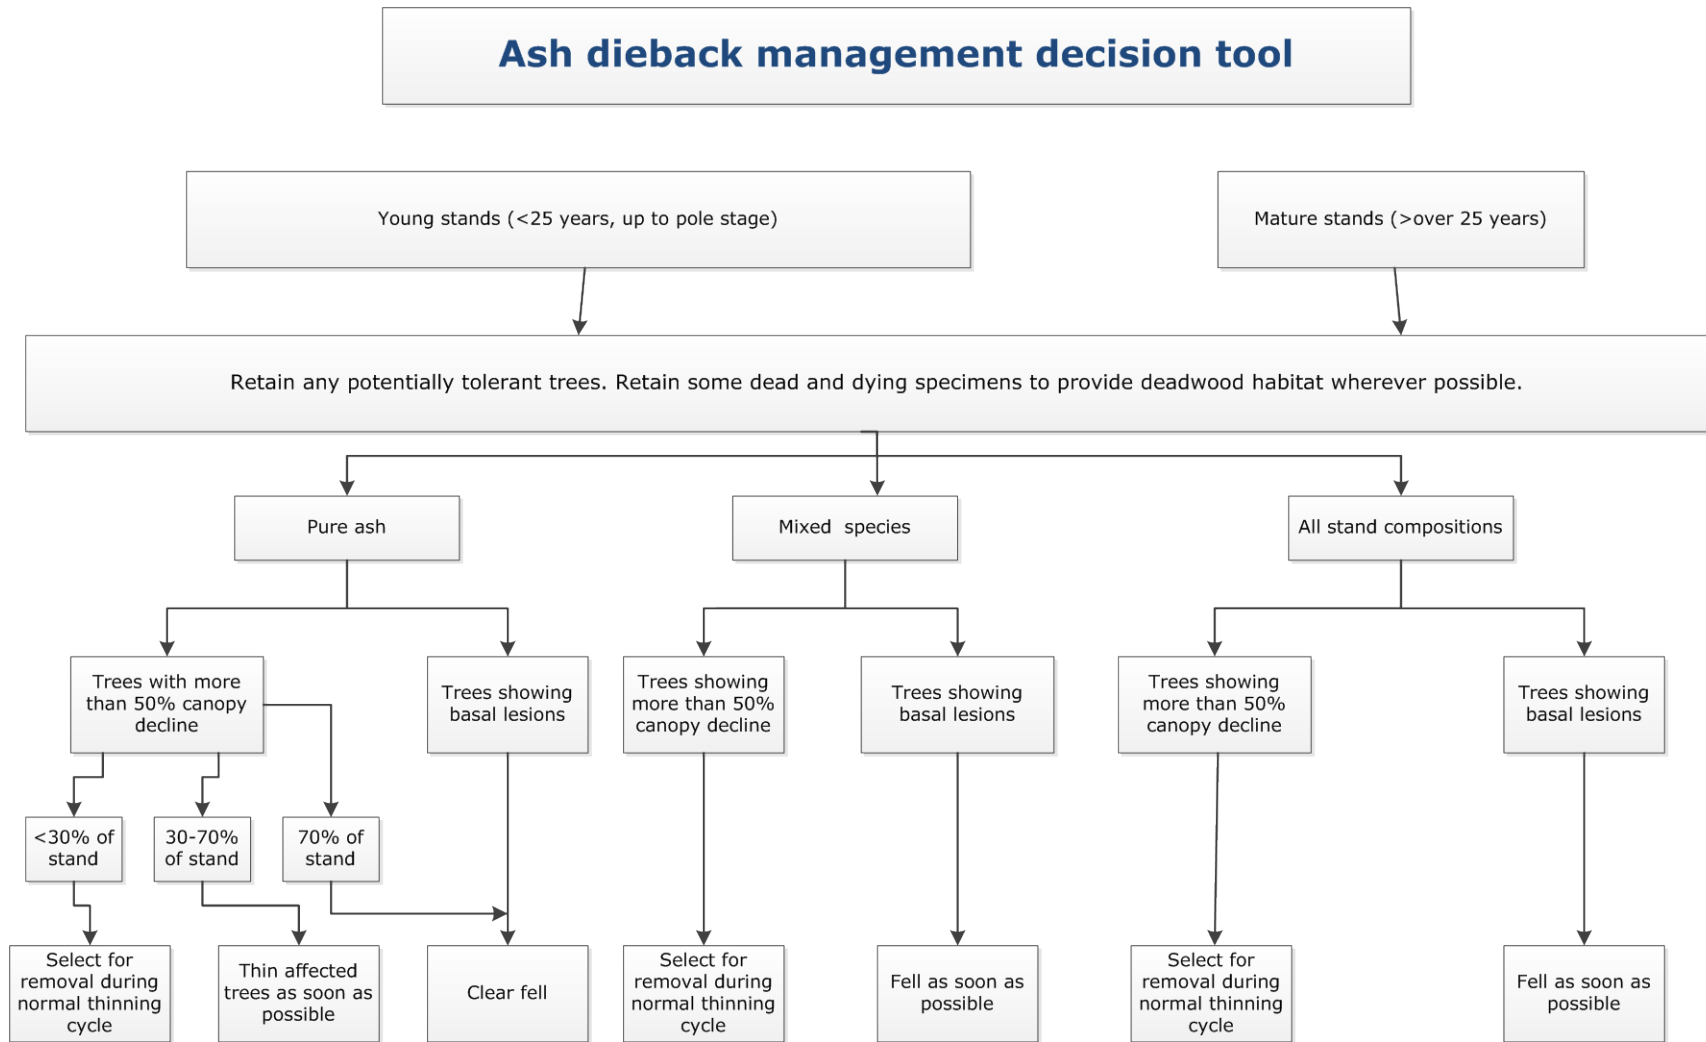 Ash dieback management decision tool
Young stands (<25 years, up to pole stage)
Mature stands (>over 25 years)
Retain any potentially tolerant trees. Retain some dead and dying specimens to provide deadwood habitat wherever possible.
Pure ash
Mixed  species
All stand compositions
Trees with more
than 50% canopy
decline
Trees showing
basal lesions
Trees showing
more than 50%
canopy decline
Trees showing
basal lesions
Trees showing
more than 50%
canopy decline
Trees showing
basal lesions
<30% of
stand
30-70%
of stand
70% of
stand
Select for
removal during
normal thinning
cycle
Thin affected
trees as soon as
possible
Clear fell
Select for
removal during
normal thinning
cycle
Fell as soon as
possible
Select for
removal during
normal thinning
cycle
Fell as soon as
possible